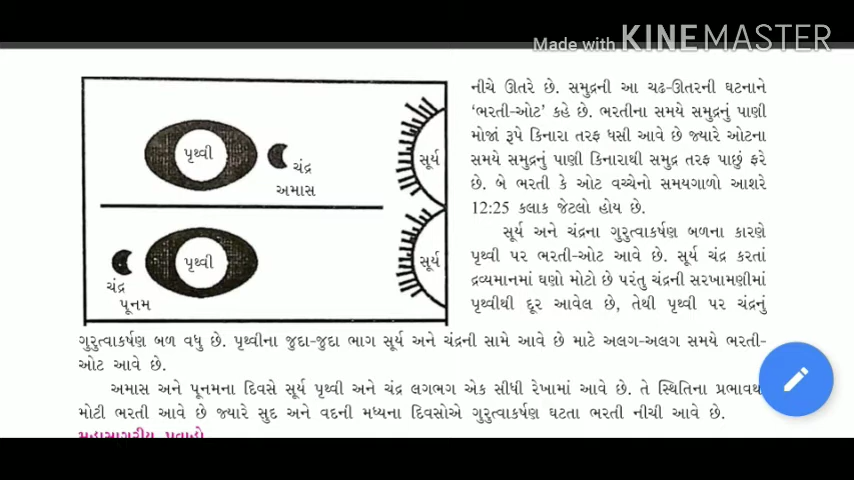 Made with KINEMASTER
પૃથ્વી
ચંદ્ર
અમાસ
સૂર્ય
પૃથ્વી
ચંદ્ર
પૂનમ
સૂર્ય
નીચે ઊતરે છે. સમુદ્રની આ ચઢ-ઊતરની ઘટનાને
‘ભરતી-ઓટ’ કહે છે. ભરતીના સમયે સમુદ્રનું પાણી
મોજાં રૂપે કિનારા તરફ ધસી આવે છે જ્યારે ઓટના
સમયે સમુદ્રનું પાણી કિનારાથી સમુદ્ર તરફ પાછું ફરે
છે. બે ભરતી કે ઓટ વચ્ચેનો સમયગાળો આશરે
12:25 કલાક જેટલો હોય છે.
સૂર્ય અને ચંદ્રના ગુરુત્વાકર્ષણ બળના કારણે
પૃથ્વી પર ભરતી-ઓટ આવે છે. સૂર્ય ચંદ્ર કરતાં
દ્રવ્યમાનમાં ઘણો મોટો છે પરંતુ ચંદ્રની સરખામણીમાં
પૃથ્વીથી દૂર આવેલ છે, તેથી પૃથ્વી પર ચંદ્રનું
ગુરુત્વાકર્ષણ બળ વધુ છે. પૃથ્વીના જુદા-જુદા ભાગ સૂર્ય અને ચંદ્રની સામે આવે છે માટે અલગ-અલગ સમયે ભરતી-
ઓટ આવે છે.
અમાસ અને પૂનમના દિવસે સૂર્ય પૃથ્વી અને ચંદ્ર લગભગ એક સીધી રેખામાં આવે છે. તે સ્થિતિના
મોટી ભરતી આવે છે જ્યારે સુદ અને વદની મધ્યના દિવસોએ ગુરુત્વાકર્ષણ ઘટતા ભરતી નીચી આવે છે.